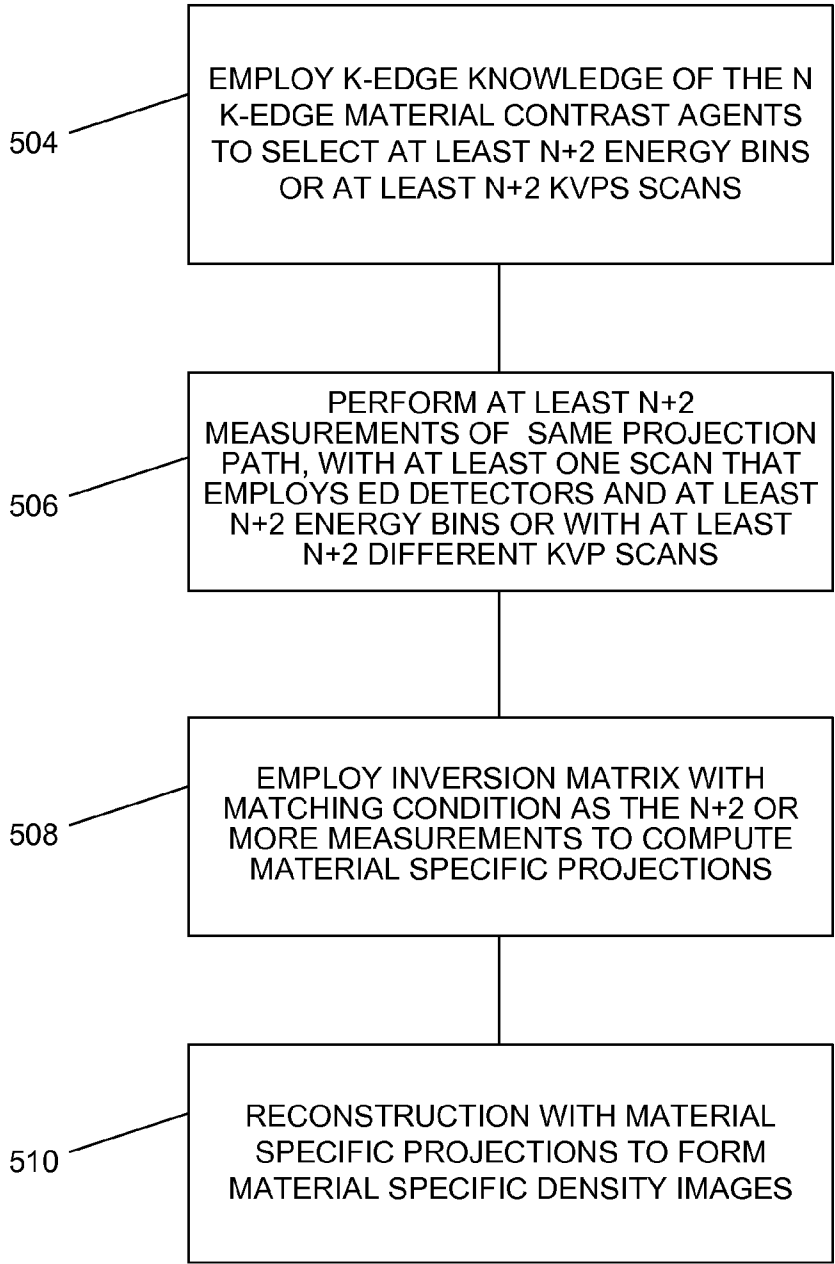 504
EMPLOY K-EDGE KNOWLEDGE OF THE N
K-EDGE MATERIAL CONTRAST AGENTS
TO SELECT AT LEAST N+2 ENERGY BINS
OR AT LEAST N+2 KVPS SCANS
506
PERFORM AT LEAST N+2
MEASUREMENTS OF SAME PROJECTION
PATH, WITH AT LEAST ONE SCAN THAT
EMPLOYS ED DETECTORS AND AT LEAST
N+2 ENERGY BINS OR WITH AT LEAST
N+2 DIFFERENT KVP SCANS
508
EMPLOY INVERSION MATRIX WITH
MATCHING CONDITION AS THE N+2 OR
MORE MEASUREMENTS TO COMPUTE
MATERIAL SPECIFIC PROJECTIONS
510
RECONSTRUCTION WITH MATERIAL
SPECIFIC PROJECTIONS TO FORM
MATERIAL SPECIFIC DENSITY IMAGES